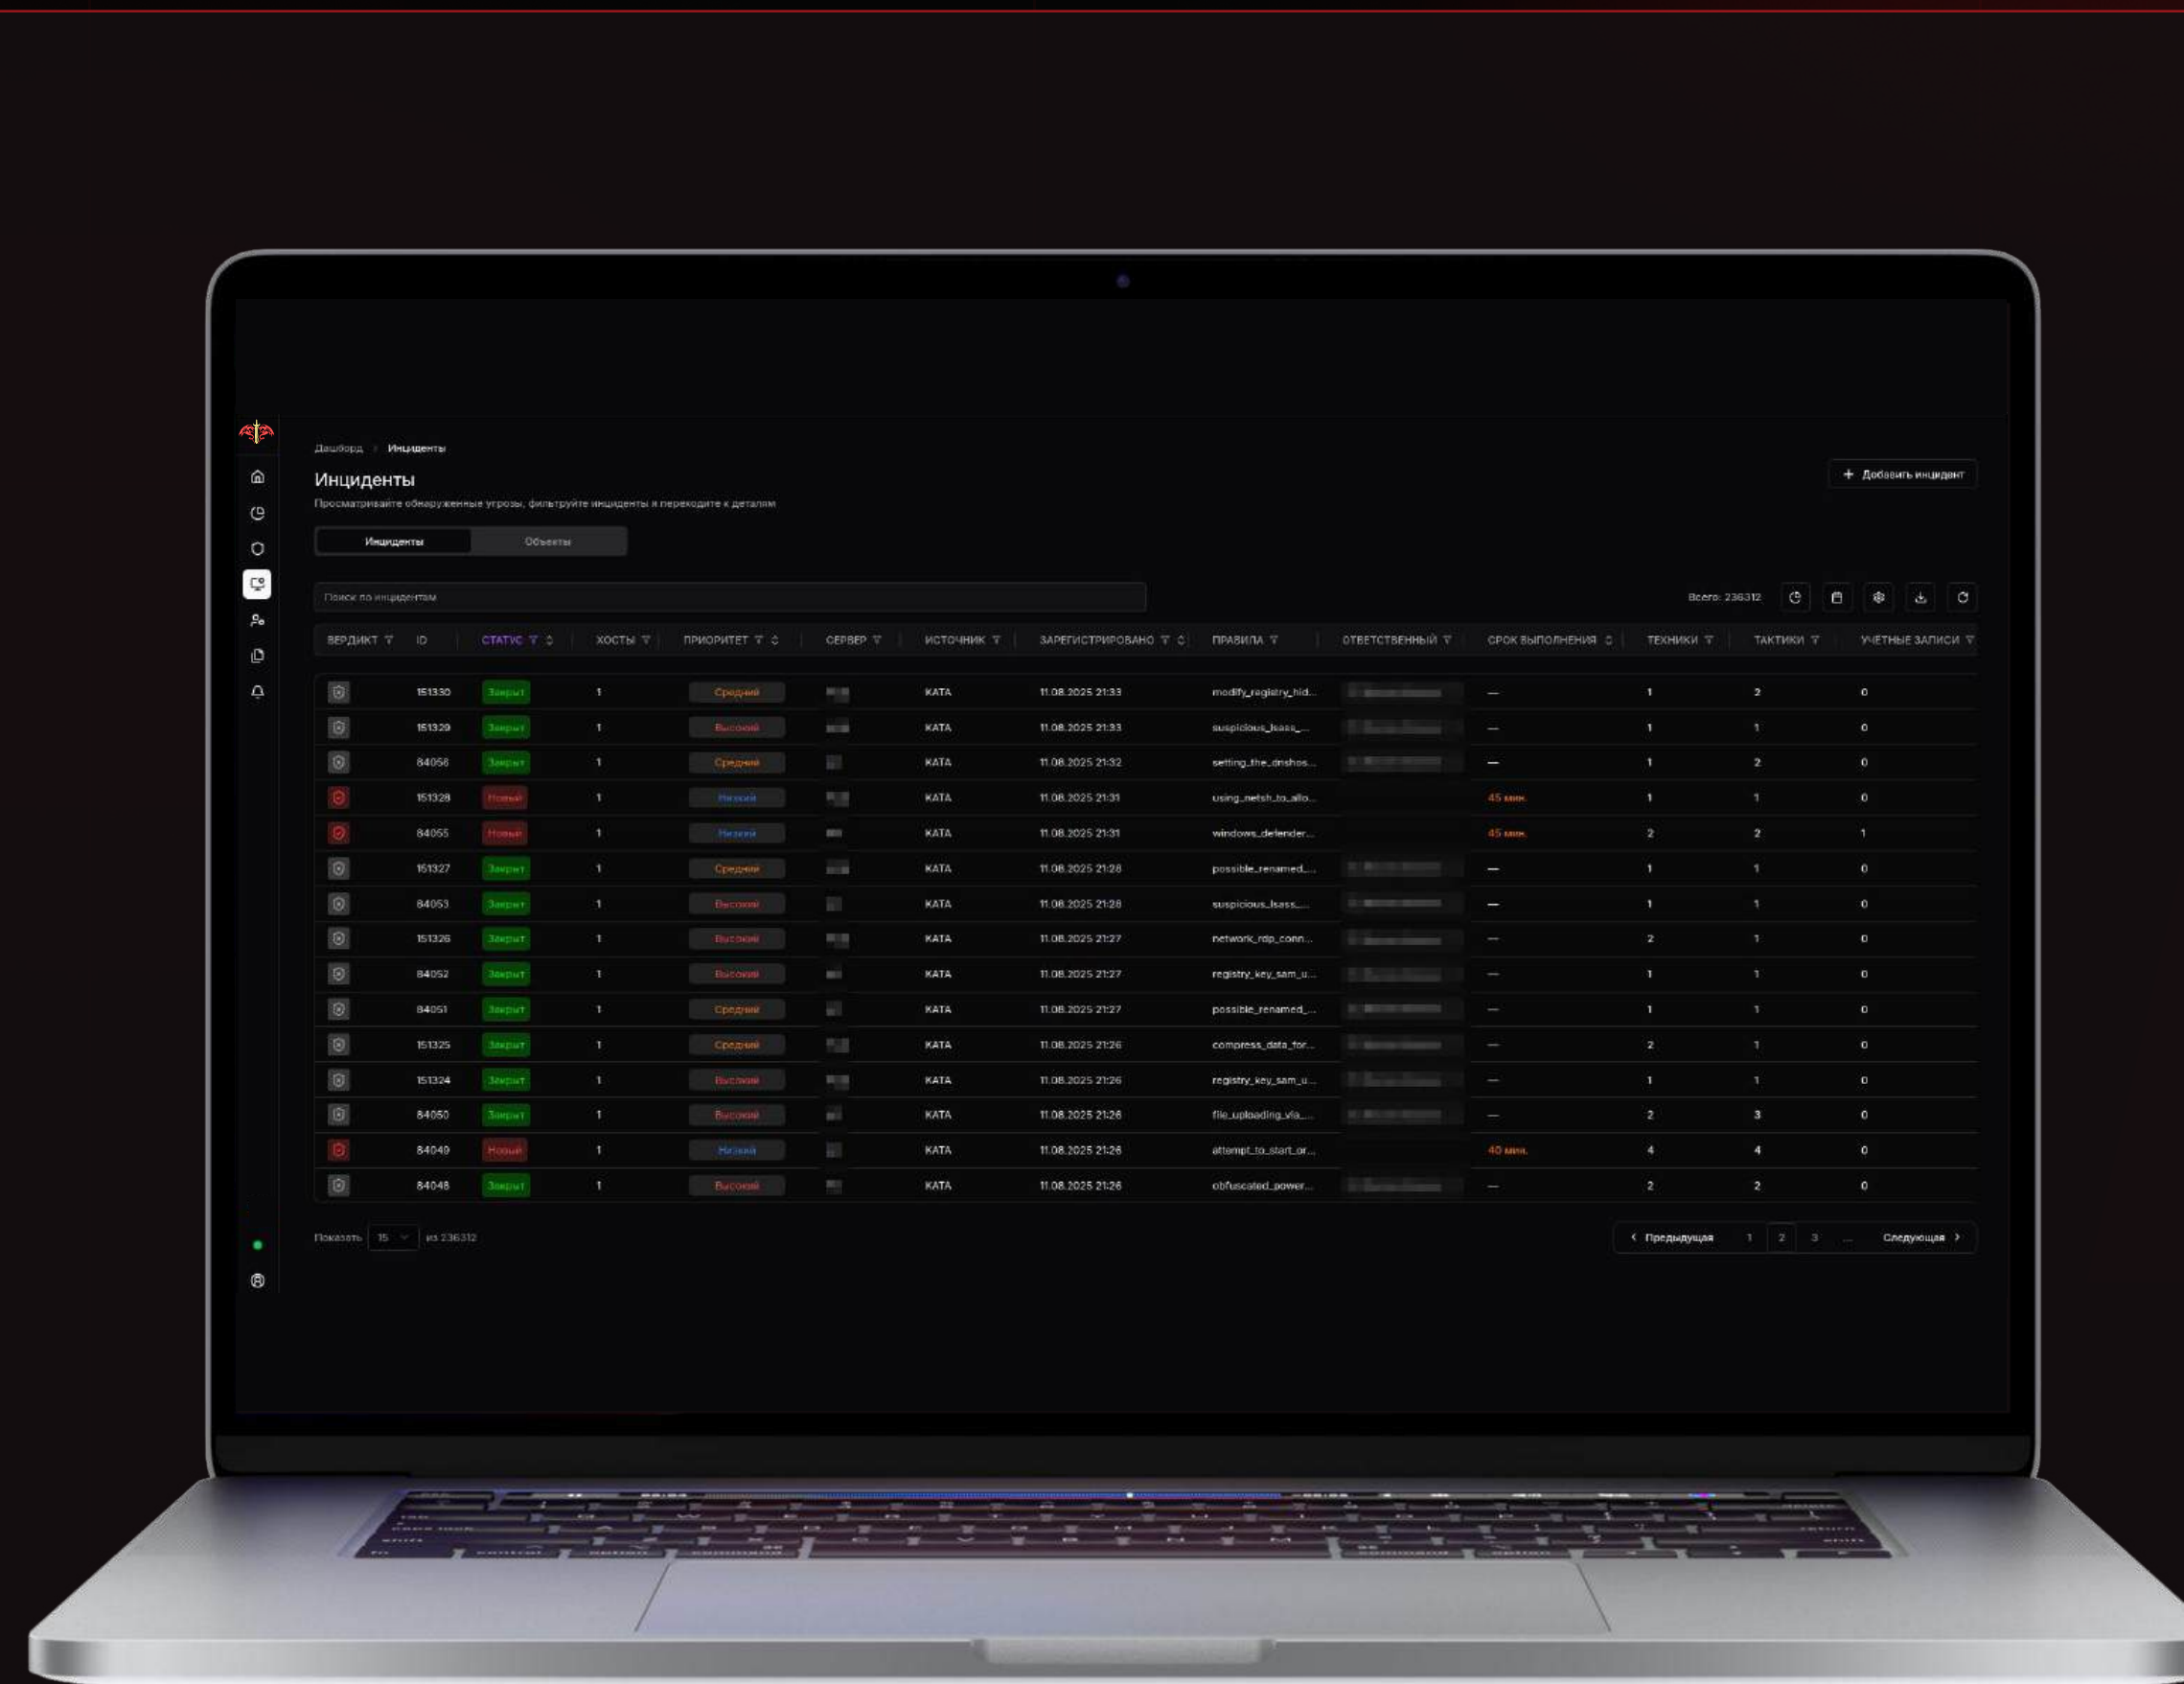 Дашборд > Инциденты
Инциденты
+ Добавить инцидент
Просматривайте обнаруженные угрозы, фильтруйте инциденты и переходите к деталям
Инциденты Объекты
Поиск по инцидентам Всего: 236312
ВЕРДИКТ ID СТАТУС ХОСТЫ ПРИОРИТЕТ СЕРВЕР ИСТОЧНИК ЗАРЕГИСТРИРОВАНО ПРАВИЛА ОТВЕТСТВЕННЫЙ СРОК ВЫПОЛНЕНИЯ ТЕХНИКИ ТАКТИКИ УЧЕТНЫЕ ЗАПИСИ
151330 Закрыт 1 Средний KATA 11.08.2025 21:33 modify_registry_hid... — 1 2 0
151329 Закрыт 1 Высокий KATA 11.08.2025 21:33 suspicious_lsass_... — 1 1 0
84056 Закрыт 1 Средний KATA 11.08.2025 21:32 setting_the_dnshos... — 1 2 0
151328 Новый 1 Низкий KATA 11.08.2025 21:31 using_netsh_to_allo... 45 мин. 1 1 0
84055 Новый 1 Низкий KATA 11.08.2025 21:31 windows_defender... 45 мин. 2 2 1
151327 Закрыт 1 Средний KATA 11.08.2025 21:28 possible_renamed_... — 1 1 0
84053 Закрыт 1 Высокий KATA 11.08.2025 21:28 suspicious_lsass_... — 1 1 0
151326 Закрыт 1 Высокий KATA 11.08.2025 21:27 network_rdp_conn... — 2 1 0
84052 Закрыт 1 Высокий KATA 11.08.2025 21:27 registry_key_sam_u... — 1 1 0
84051 Закрыт 1 Средний KATA 11.08.2025 21:27 possible_renamed_... — 1 1 0
151325 Закрыт 1 Средний KATA 11.08.2025 21:26 compress_data_for... — 2 1 0
151324 Закрыт 1 Высокий KATA 11.08.2025 21:26 registry_key_sam_u... — 1 1 0
84050 Закрыт 1 Высокий KATA 11.08.2025 21:26 file_uploading_via_... — 2 3 0
84049 Новый 1 Низкий KATA 11.08.2025 21:26 attempt_to_start_or... 40 мин. 4 4 0
84048 Закрыт 1 Высокий KATA 11.08.2025 21:26 obfuscated_power... — 2 2 0
Показать 15 из 236312 < Предыдущая 1 2 3 ... Следующая >